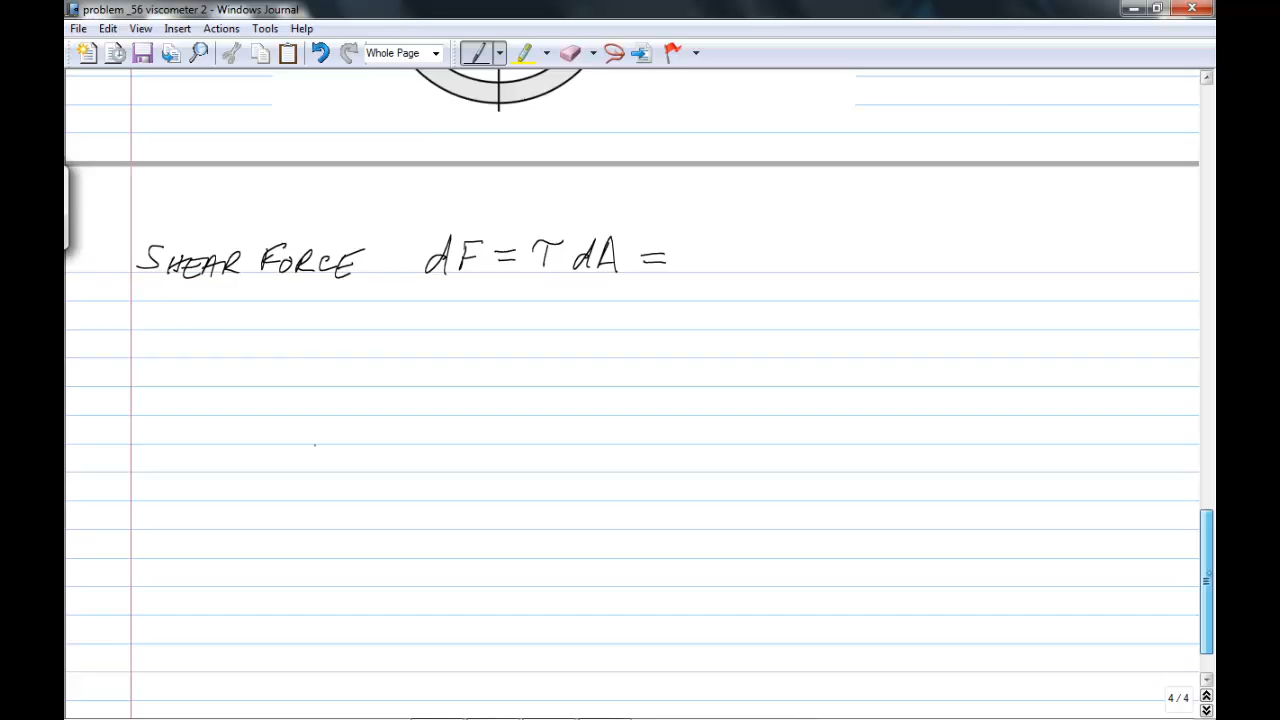 problem _56 viscometer 2 - Windows Journal
File Edit View Insert Actions Tools Help
Whole Page
SHEAR FORCE dF = τ dA =
4 / 4